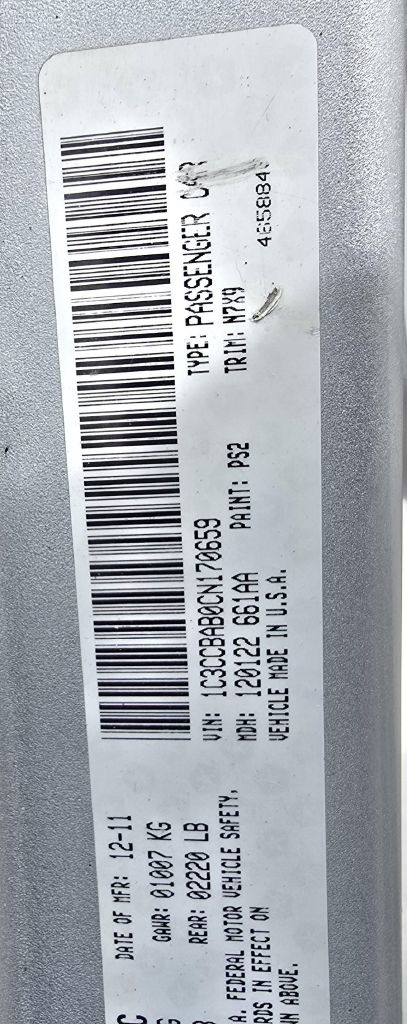 C DATE OF MFR: 12-11
GAWR: 01007 KG
REAR: 02220 LB
A. FEDERAL MOTOR VEHICLE SAFETY,
RDS IN EFFECT ON
N ABOVE.
VIN: 1C3CCBAB0CN170659 TYPE: PASSENGER CAR
MDH: 120122 661AA PAINT: PS2 TRIM: N7X9
VEHICLE MADE IN U.S.A. 465884